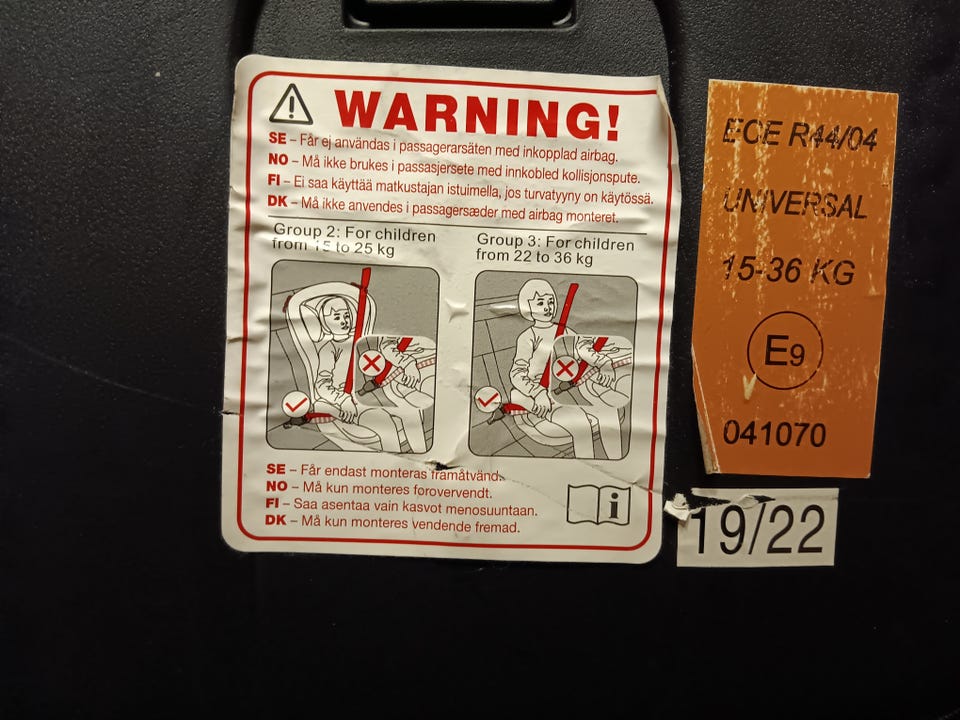 WARNING!
SE – Får ej användas i passagerarsäten med inkopplad airbag.
NO – Må ikke brukes i passasjersete med innkobled kollisjonspute.
FI – Ei saa käyttää matkustajan istuimella, jos turvatyyny on käytössä.
DK – Må ikke anvendes i passagersæder med airbag monteret.
Group 2: For children
from 15 to 25 kg
Group 3: For children
from 22 to 36 kg
SE – Får endast monteras framåtvänd.
NO – Må kun monteres forovervendt.
FI – Saa asentaa vain kasvot menosuuntaan.
DK – Må kun monteres vendende fremad.
i
ECE R44/04
UNIVERSAL
15-36 KG
E9
041070
19/22